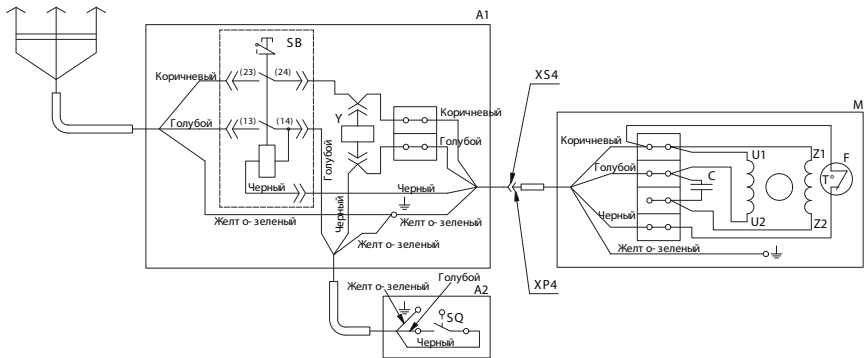 A1
SB
(23)
(24)
Коричневый
XS4
Y
Коричневый
M
(13)
(14)
Голубой
Голубой
Голубой
Коричневый
U1
Z1
F
T°
Голубой
C
Черный
Черный
Черный
Черный
U2
Z2
Желт о- зеленый
Желт о- зеленый
Желт о- зеленый
Желт о- зеленый
Голубой
XP4
Желт о- зеленый
A2
SQ
Черный